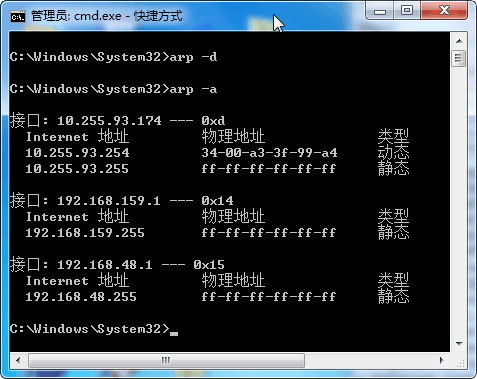 管理员: cmd.exe - 快捷方式
C:\Windows\System32>arp -d
C:\Windows\System32>arp -a
接口: 10.255.93.174 --- 0xd
Internet 地址 物理地址 类型
10.255.93.254 34-00-a3-3f-99-a4 动态
10.255.93.255 ff-ff-ff-ff-ff-ff 静态
接口: 192.168.159.1 --- 0x14
Internet 地址 物理地址 类型
192.168.159.255 ff-ff-ff-ff-ff-ff 静态
接口: 192.168.48.1 --- 0x15
Internet 地址 物理地址 类型
192.168.48.255 ff-ff-ff-ff-ff-ff 静态
C:\Windows\System32>